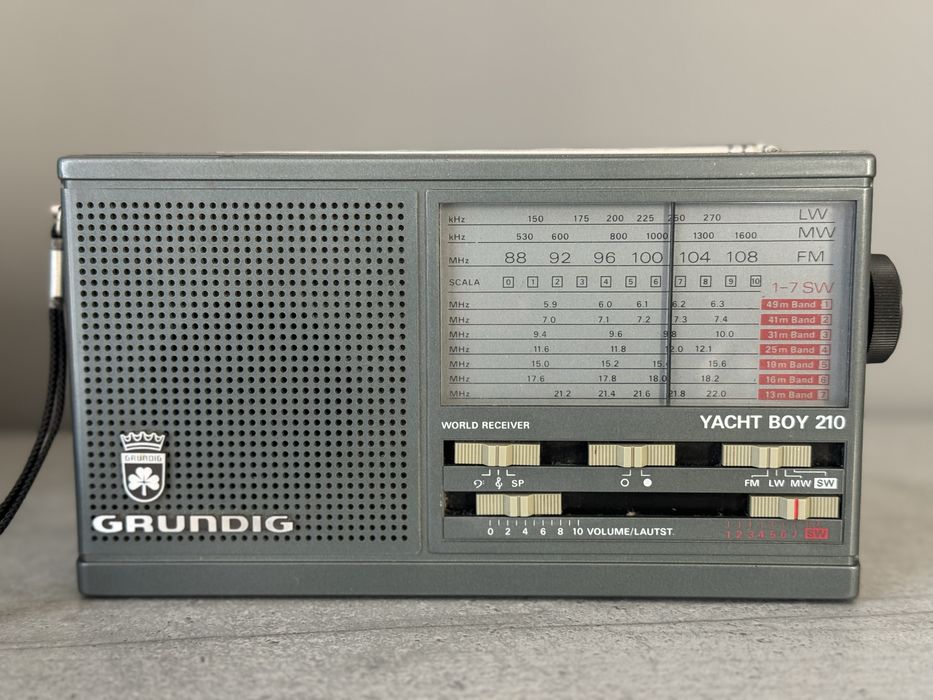 kHz 150 175 200 225 260 270 LW
kHz 530 600 800 1000 1300 1600 MW
MHz 88 92 96 100 104 108 FM
SCALA 0 1 2 3 4 5 6 7 8 9 10
1-7 SW
MHz 5.9 6.0 6.1 6.2 6.3 49m Band 1
MHz 7.0 7.1 7.2 7.3 7.4 41m Band 2
MHz 9.4 9.6 9.8 10.0 31m Band 3
MHz 11.6 11.8 12.0 12.1 25m Band 4
MHz 15.0 15.2 15.4 15.6 19m Band 5
MHz 17.6 17.8 18.0 18.2 16m Band 6
MHz 21.2 21.4 21.6 21.8 22.0 13m Band 7
WORLD RECEIVER YACHT BOY 210
GRUNDIG
SP
FM LW MW SW
GRUNDIG
0 2 4 6 8 10 VOLUME/LAUTST.
1 2 3 4 5 6 7 SW